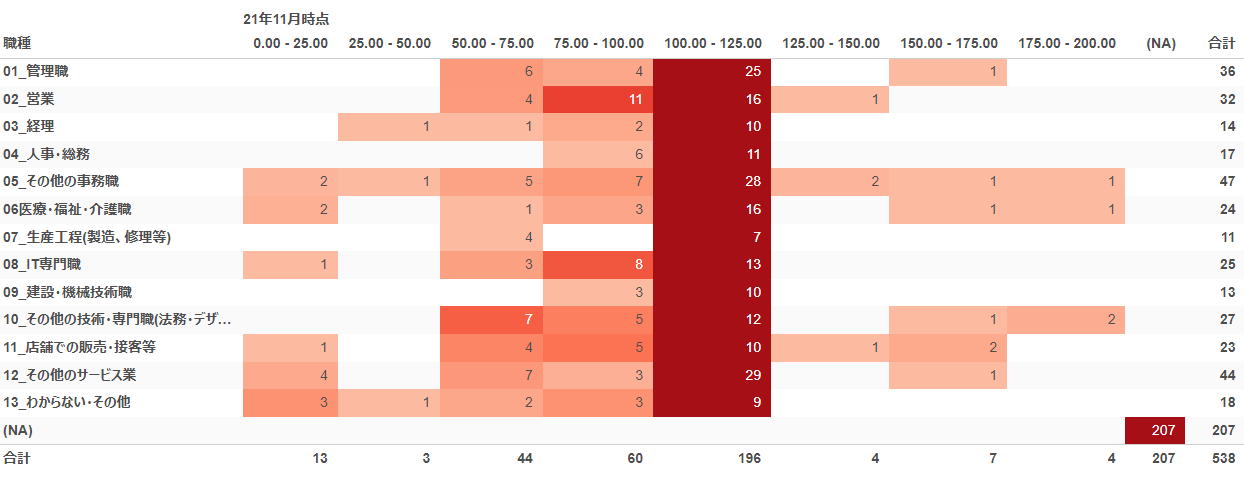 21年11月時点
職種 0.00 - 25.00 25.00 - 50.00 50.00 - 75.00 75.00 - 100.00 100.00 - 125.00 125.00 - 150.00 150.00 - 175.00 175.00 - 200.00 (NA) 合計
01_管理職 6 4 25 1 36
02_営業 4 11 16 1 32
03_経理 1 1 2 10 14
04_人事・総務 6 11 17
05_その他の事務職 2 1 5 7 28 2 1 1 47
06医療・福祉・介護職 2 1 3 16 1 1 24
07_生産工程(製造、修理等) 4 7 11
08_IT専門職 1 3 8 13 25
09_建設・機械技術職 3 10 13
10_その他の技術・専門職(法務・デザ... 7 5 12 1 2 27
11_店舗での販売・接客等 1 4 5 10 1 2 23
12_その他のサービス業 4 7 3 29 1 44
13_わからない・その他 3 1 2 3 9 18
(NA) 207 207
合計 13 3 44 60 196 4 7 4 207 538